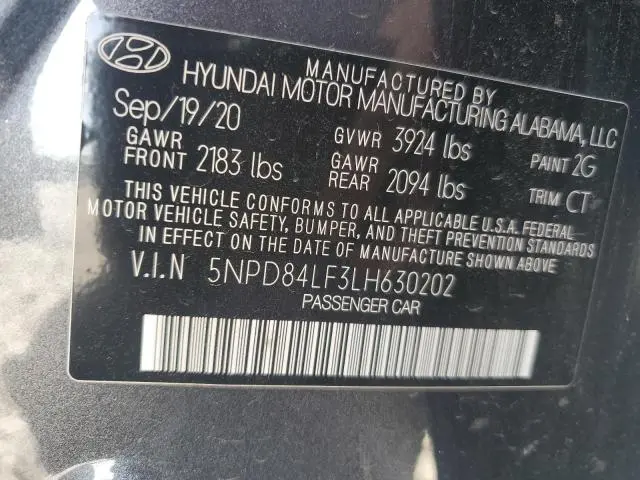 MANUFACTURED BY
HYUNDAI MOTOR MANUFACTURING ALABAMA, LLC
Sep/19/20 GVWR 3924 lbs PAINT 2G
GAWR FRONT 2183 lbs GAWR REAR 2094 lbs TRIM CT
THIS VEHICLE CONFORMS TO ALL APPLICABLE U.S.A. FEDERAL
MOTOR VEHICLE SAFETY, BUMPER, AND THEFT PREVENTION STANDARDS
IN EFFECT ON THE DATE OF MANUFACTURE SHOWN ABOVE
V.I.N 5NPD84LF3LH630202
PASSENGER CAR